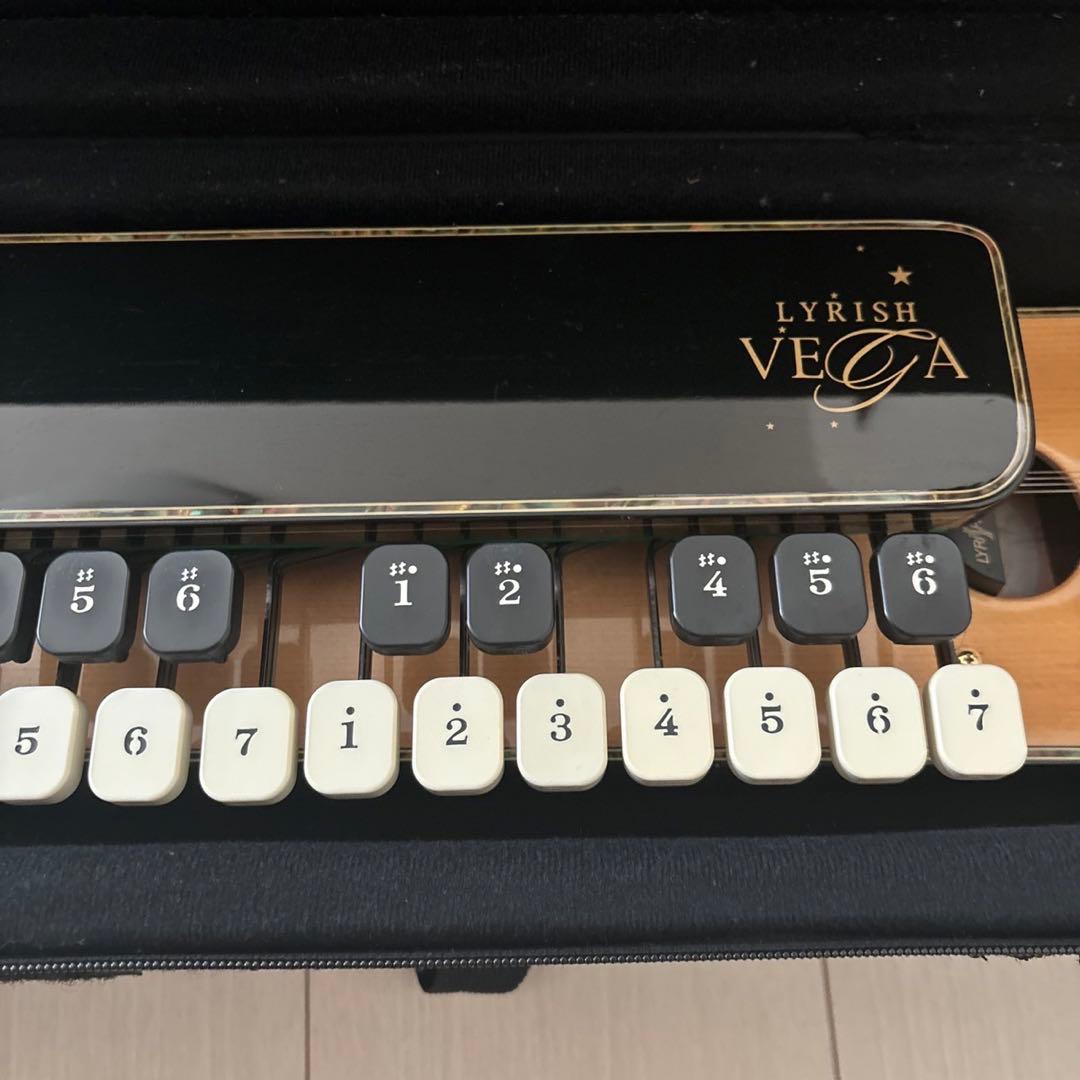 LYRISH
VEGA
♯5 ♯6 ♯1̇ ♯2̇ ♯4̇ ♯5̇ ♯6̇
5 6 7 1̇ 2̇ 3̇ 4̇ 5̇ 6̇ 7̇